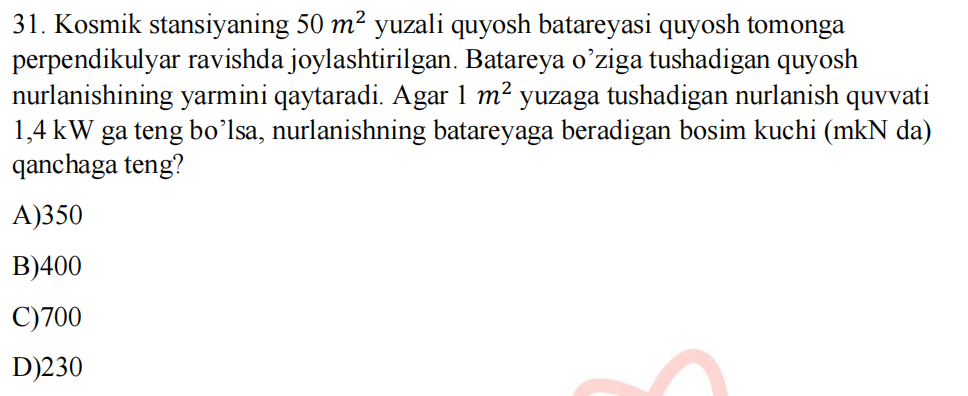 31. Kosmik stansiyaning 50 m² yuzali quyosh batareyasi quyosh tomonga
perpendikulyar ravishda joylashtirilgan. Batareya o’ziga tushadigan quyosh
nurlanishining yarmini qaytaradi. Agar 1 m² yuzaga tushadigan nurlanish quvvati
1,4 kW ga teng bo’lsa, nurlanishning batareyaga beradigan bosim kuchi (mkN da)
qanchaga teng?
A)350
B)400
C)700
D)230